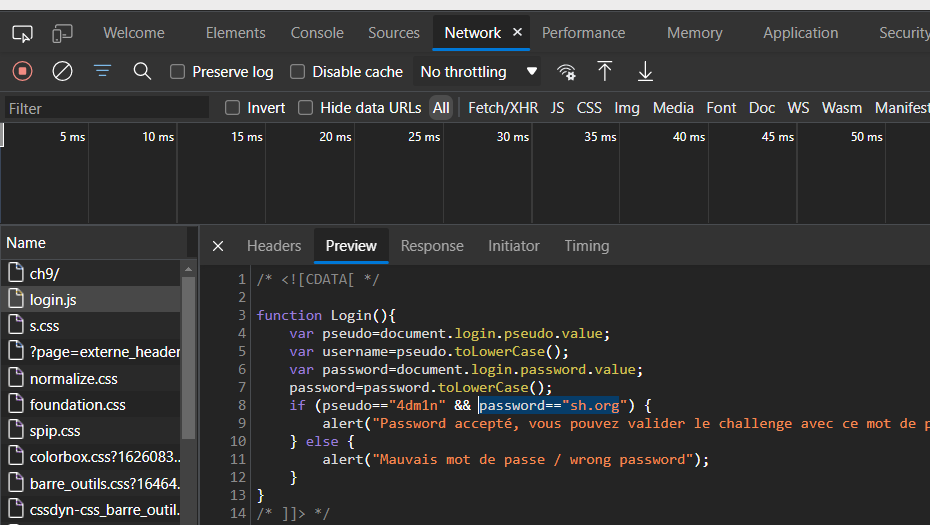 Welcome Elements Console Sources Network × Performance Memory Application Security
Preserve log Disable cache No throttling
Filter Invert Hide data URLs All Fetch/XHR JS CSS Img Media Font Doc WS Wasm Manifest
5 ms 10 ms 15 ms 20 ms 25 ms 30 ms 35 ms 40 ms 45 ms 50 ms
Name × Headers Preview Response Initiator Timing
ch9/
login.js
s.css
?page=externe_header
normalize.css
foundation.css
spip.css
colorbox.css?1626083..
barre_outils.css?16464.
cssdyn-css_barre_outil.
1 /* <![CDATA[ */
2
3 function Login(){
4 var pseudo=document.login.pseudo.value;
5 var username=pseudo.toLowerCase();
6 var password=document.login.password.value;
7 password=password.toLowerCase();
8 if (pseudo=="4dm1n" && password=="sh.org") {
9 alert("Password accepté, vous pouvez valider le challenge avec ce mot de p
10 } else {
11 alert("Mauvais mot de passe / wrong password");
12 }
13 }
14 /* ]]> */